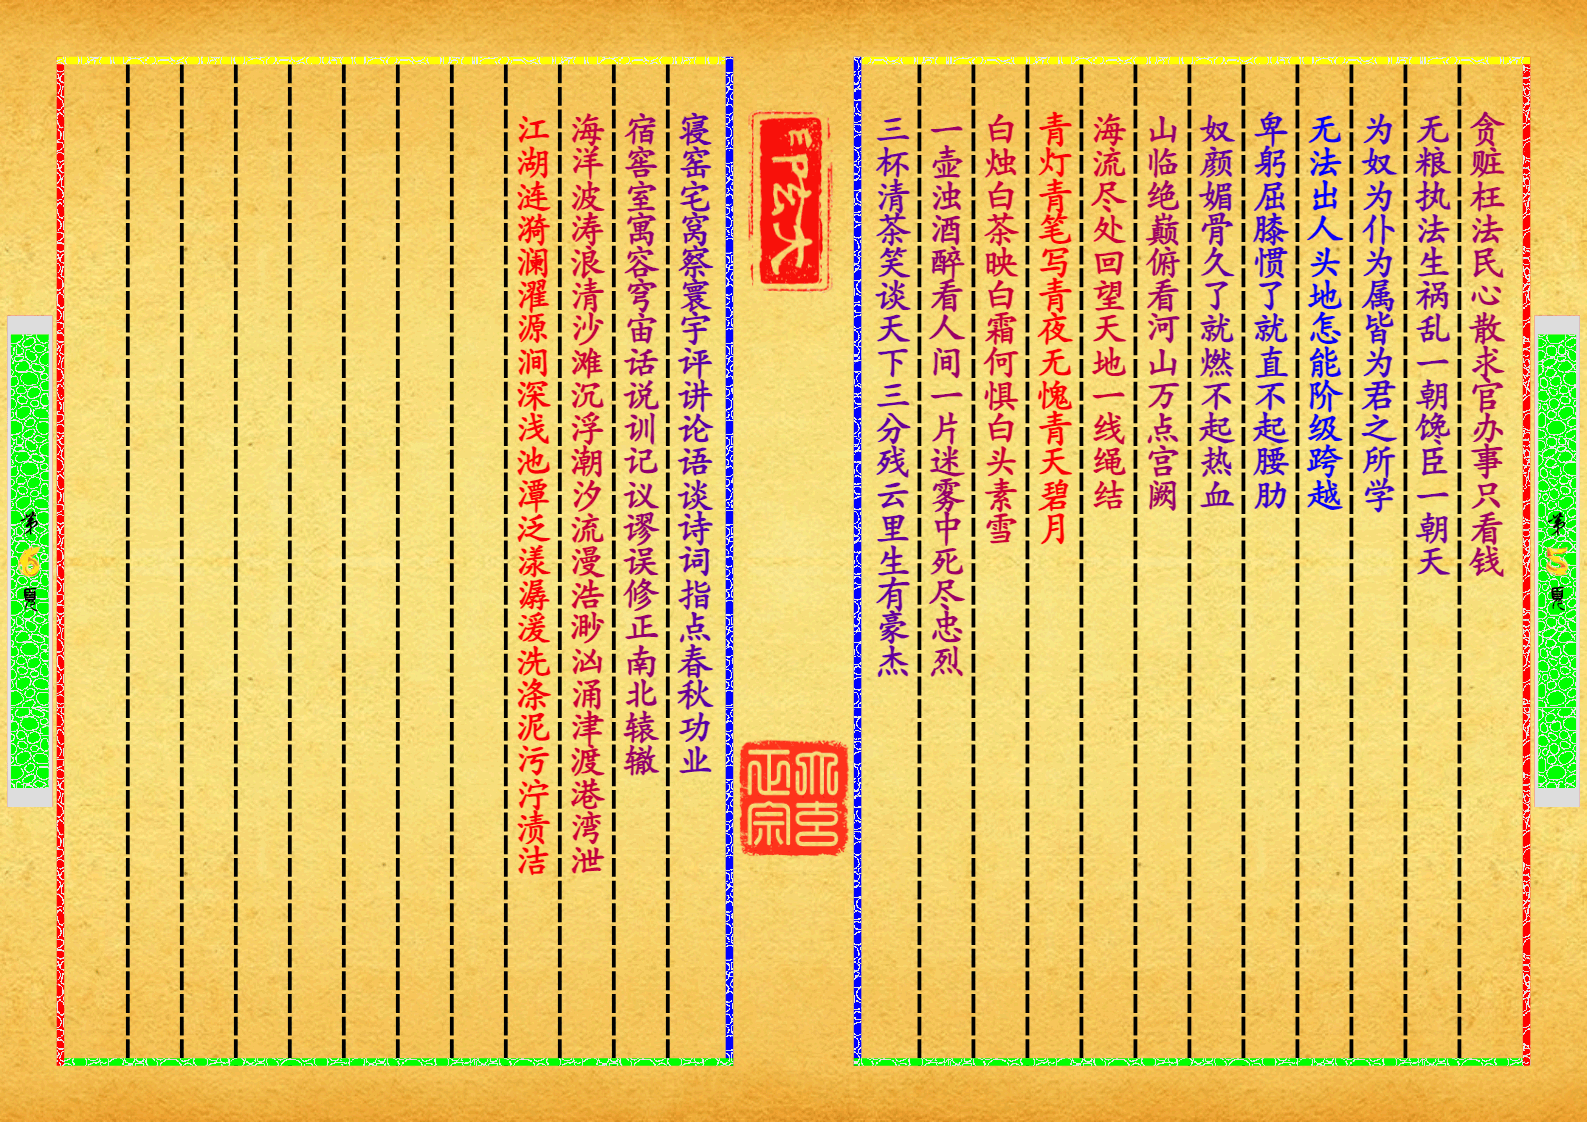 贪赃枉法民心散求官办事只看钱
无粮执法生祸乱一朝馋臣一朝天
为奴为仆为属皆为君之所学
无法出人头地怎能阶级跨越
卑躬屈膝惯了就直不起腰肋
奴颜媚骨久了就燃不起热血
山临绝巅俯看河山万点宫阙
海流尽处回望天地一线绳结
青灯青笔写青夜无愧青天碧月
白烛白茶映白霜何惧白头素雪
一壶浊酒醉看人间一片迷雾中死尽忠烈
三杯清茶笑谈天下三分残云里生有豪杰
第5頁
寝窑宅窝察寰宇评讲论语谈诗词指点春秋功业
宿窖室寓容穹宙话说训记议谬误修正南北辕辙
海洋波涛浪清沙滩沉浮潮汐流漫浩渺汹涌津渡港湾泄
江湖涟漪澜濯源涧深浅池潭泛漾潺湲洗涤泥污泞渍洁
第6頁